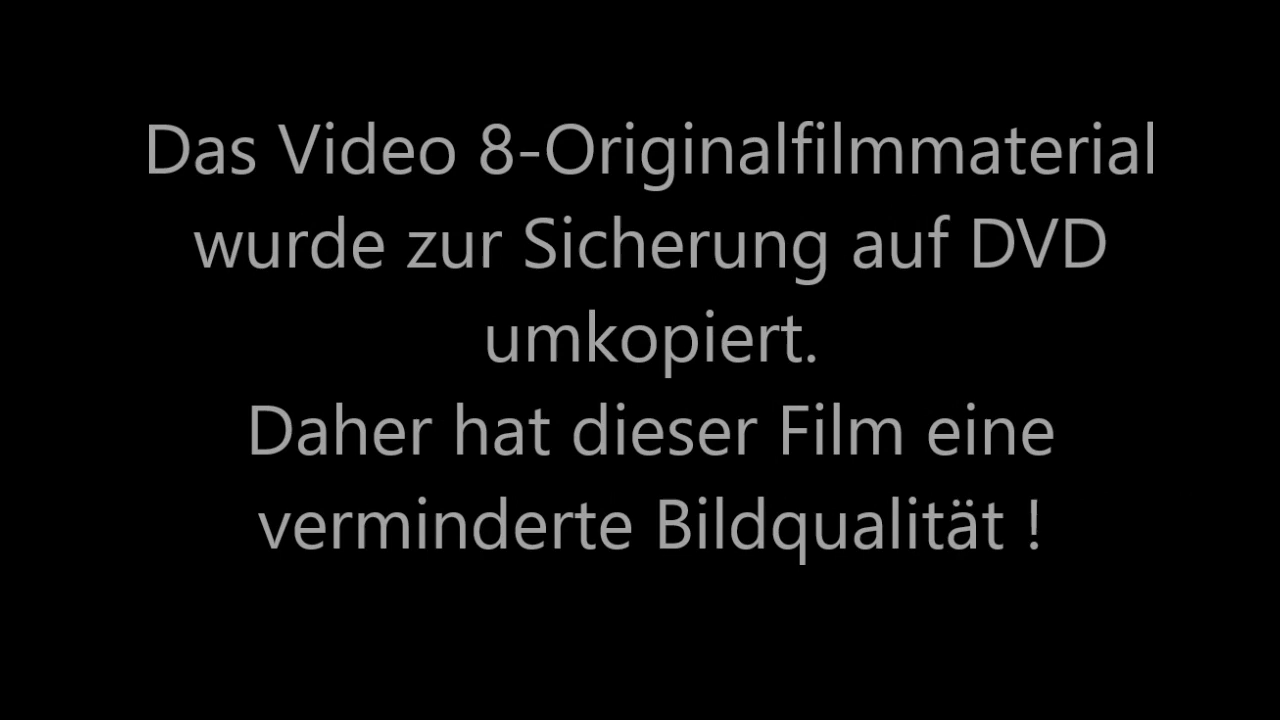 Das Video 8-Originalfilmmaterial
wurde zur Sicherung auf DVD
umkopiert.
Daher hat dieser Film eine
verminderte Bildqualität !